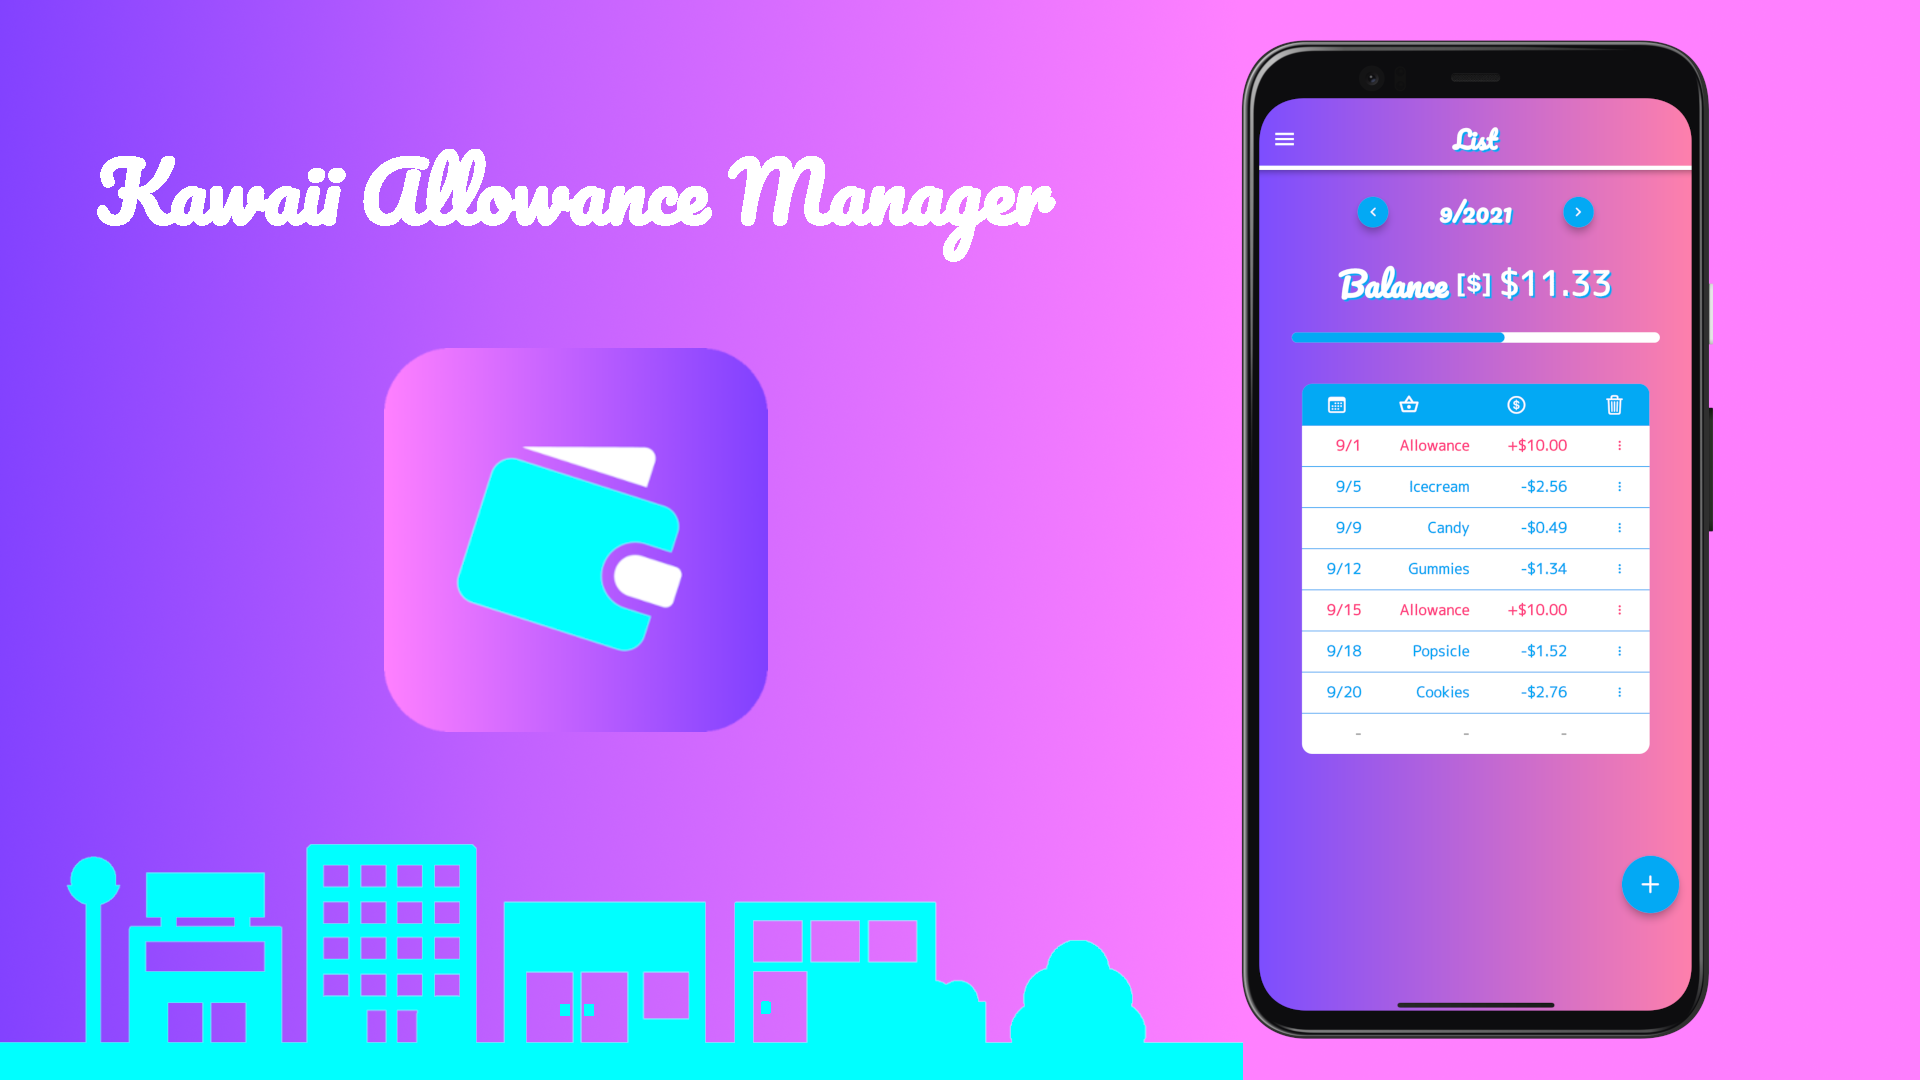 Kawaii Allowance Manager
List
9/2021
Balance [$] $11.33
9/1 Allowance +$10.00
9/5 Icecream -$2.56
9/9 Candy -$0.49
9/12 Gummies -$1.34
9/15 Allowance +$10.00
9/18 Popsicle -$1.52
9/20 Cookies -$2.76
- - -